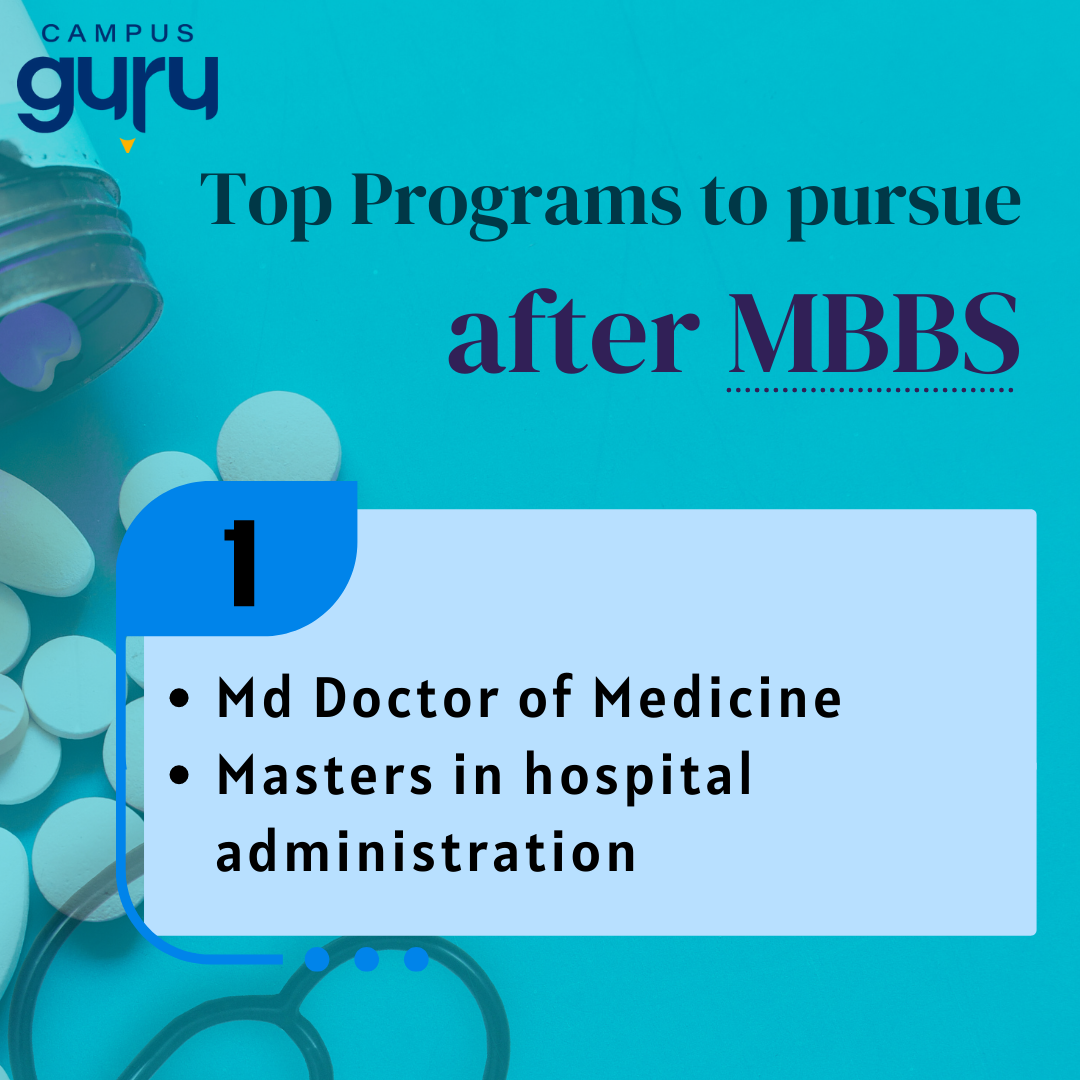 CAMPUS
guru
Top Programs to pursue
after MBBS
1
• Md Doctor of Medicine
• Masters in hospital
administration